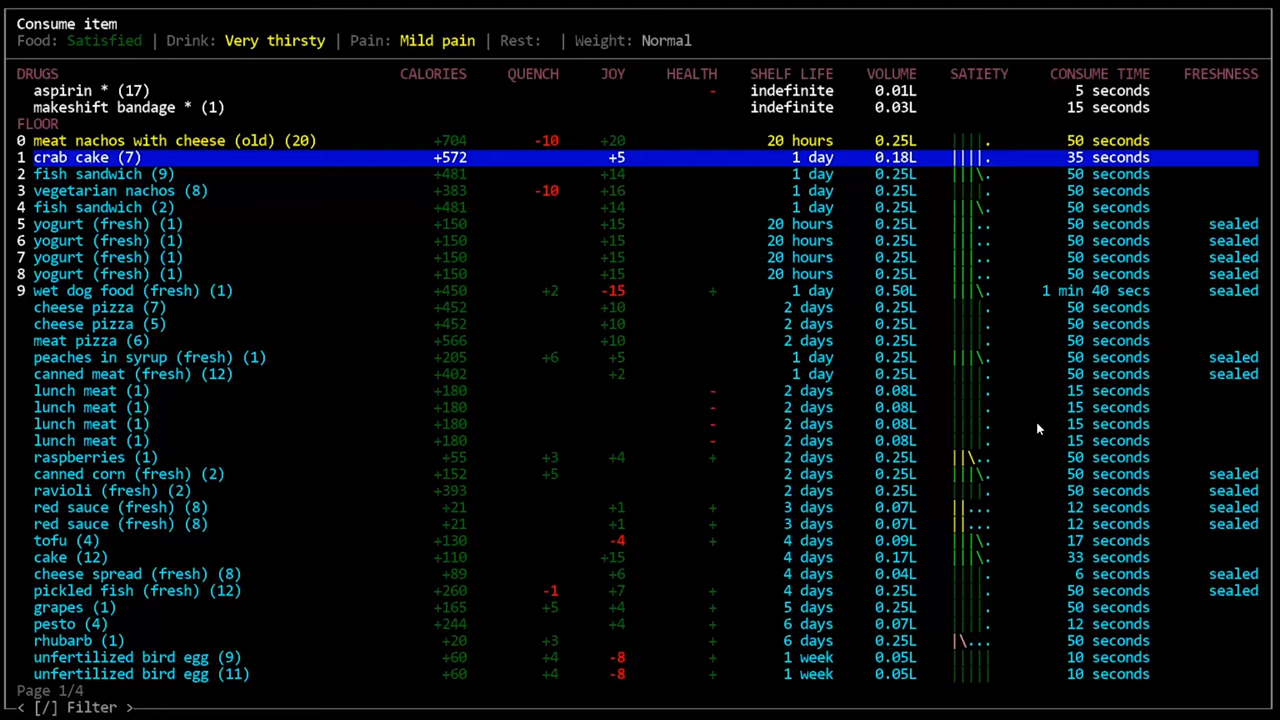 Consume item
Food: Satisfied | Drink: Very thirsty | Pain: Mild pain | Rest: | Weight: Normal
DRUGS CALORIES QUENCH JOY HEALTH SHELF LIFE VOLUME SATIETY CONSUME TIME FRESHNESS
aspirin * (17) - indefinite 0.01L 5 seconds
makeshift bandage * (1) indefinite 0.03L 15 seconds
FLOOR
0 meat nachos with cheese (old) (20) +704 -10 +20 20 hours 0.25L ||||. 50 seconds
1 crab cake (7) +572 +5 1 day 0.18L ||||. 35 seconds
2 fish sandwich (9) +481 +14 1 day 0.25L |||\. 50 seconds
3 vegetarian nachos (8) +383 -10 +16 1 day 0.25L ||||. 50 seconds
4 fish sandwich (2) +481 +14 1 day 0.25L |||\. 50 seconds
5 yogurt (fresh) (1) +150 +15 20 hours 0.25L |||.. 50 seconds sealed
6 yogurt (fresh) (1) +150 +15 20 hours 0.25L |||.. 50 seconds sealed
7 yogurt (fresh) (1) +150 +15 20 hours 0.25L |||.. 50 seconds sealed
8 yogurt (fresh) (1) +150 +15 20 hours 0.25L |||.. 50 seconds sealed
9 wet dog food (fresh) (1) +450 +2 -15 + 1 day 0.50L |||\. 1 min 40 secs sealed
cheese pizza (7) +452 +10 2 days 0.25L ||||. 50 seconds
cheese pizza (5) +452 +10 2 days 0.25L ||||. 50 seconds
meat pizza (6) +566 +10 2 days 0.25L ||||. 50 seconds
peaches in syrup (fresh) (1) +205 +6 +5 1 day 0.25L |||\. 50 seconds sealed
canned meat (fresh) (12) +402 +2 1 day 0.25L ||||. 50 seconds sealed
lunch meat (1) +180 - 2 days 0.08L ||||. 15 seconds
lunch meat (1) +180 - 2 days 0.08L ||||. 15 seconds
lunch meat (1) +180 - 2 days 0.08L ||||. 15 seconds
lunch meat (1) +180 - 2 days 0.08L ||||. 15 seconds
raspberries (1) +55 +3 +4 + 2 days 0.25L ||\.. 50 seconds
canned corn (fresh) (2) +152 +5 + 2 days 0.25L |||\. 50 seconds sealed
ravioli (fresh) (2) +393 2 days 0.25L ||||. 50 seconds sealed
red sauce (fresh) (8) +21 +1 + 3 days 0.07L ||... 12 seconds sealed
red sauce (fresh) (8) +21 +1 + 3 days 0.07L ||... 12 seconds sealed
tofu (4) +130 -4 + 4 days 0.09L |||\. 17 seconds
cake (12) +110 +15 4 days 0.17L |||\. 33 seconds
cheese spread (fresh) (8) +89 +6 4 days 0.04L ||||. 6 seconds sealed
pickled fish (fresh) (12) +260 -1 +7 + 4 days 0.25L ||||. 50 seconds sealed
grapes (1) +165 +5 +4 + 5 days 0.25L ||||. 50 seconds
pesto (4) +244 +4 + 6 days 0.07L ||||. 12 seconds
rhubarb (1) +20 +3 + 6 days 0.25L |\... 50 seconds
unfertilized bird egg (9) +60 +4 -8 + 1 week 0.05L ||||| 10 seconds
unfertilized bird egg (11) +60 +4 -8 + 1 week 0.05L ||||| 10 seconds
Page 1/4
< [/] Filter >